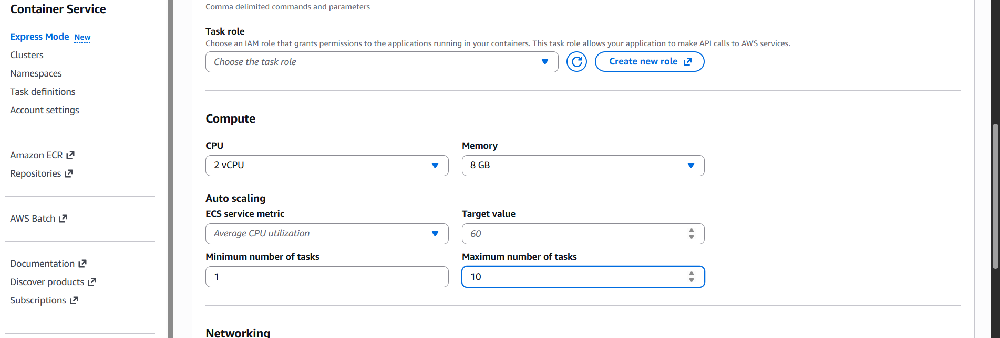 Container Service
Express Mode New
Clusters
Namespaces
Task definitions
Account settings
Amazon ECR
Repositories
AWS Batch
Documentation
Discover products
Subscriptions
Comma delimited commands and parameters
Task role
Choose an IAM role that grants permissions to the applications running in your containers. This task role allows your application to make API calls to AWS services.
Choose the task role
Create new role
Compute
CPU Memory
2 vCPU 8 GB
Auto scaling
ECS service metric Target value
Average CPU utilization 60
Minimum number of tasks Maximum number of tasks
1 10
Networking